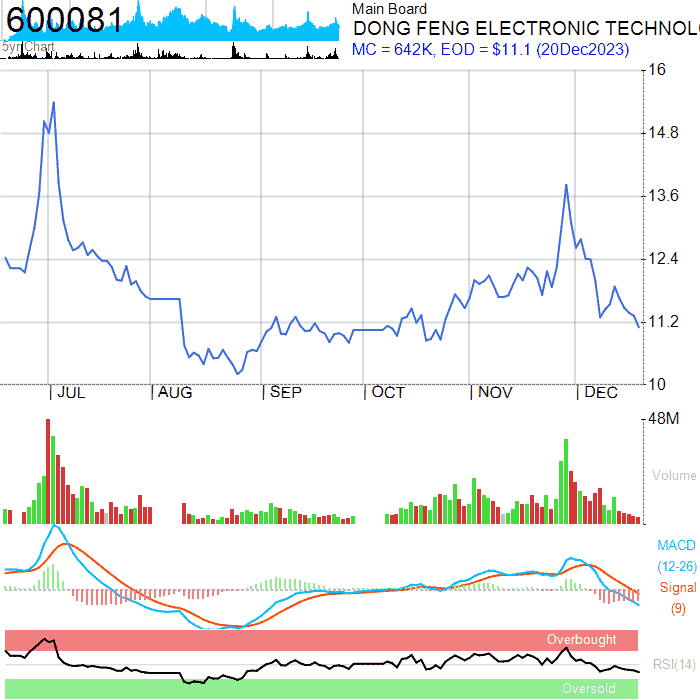 600081
5yr Chart
Main Board
DONG FENG ELECTRONIC TECHNOL
MC = 642K, EOD = $11.1 (20Dec2023)
16
14.8
13.6
12.4
11.2
10
JUL AUG SEP OCT NOV DEC
48M
Volume
MACD
(12-26)
Signal
(9)
Overbought
RSI(14)
Oversold